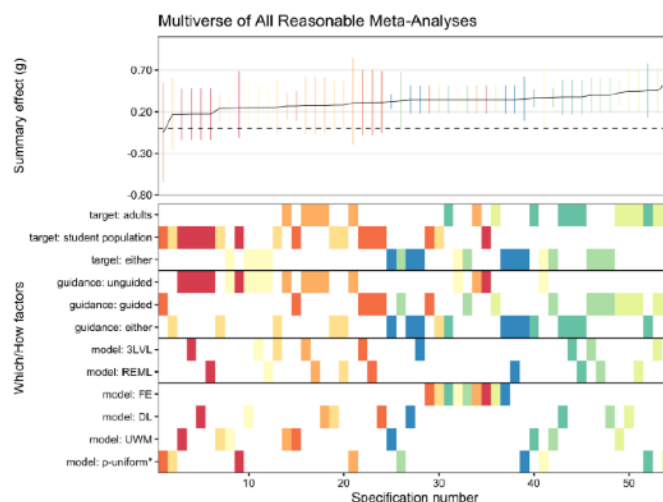 Multiverse of All Reasonable Meta-Analyses
Summary effect (g)
0.70
0.20
-0.30
-0.80
Which/How factors
target: adults
target: student population
target: either
guidance: unguided
guidance: guided
guidance: either
model: 3LVL
model: REML
model: FE
model: DL
model: UWM
model: p-uniform*
10 20 30 40 50
Specification number